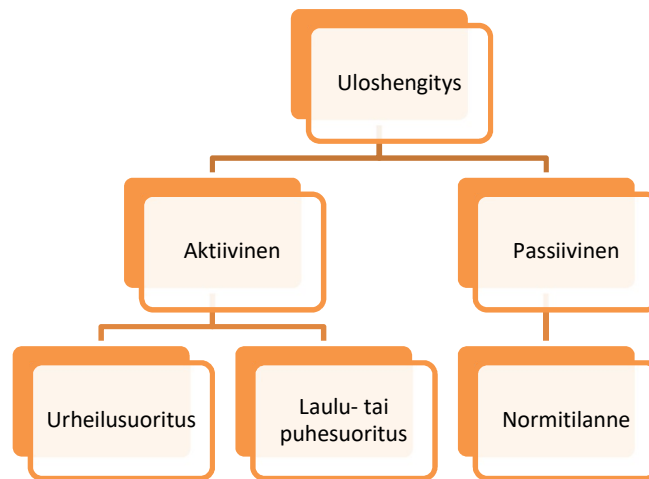 Uloshengitys
Aktiivinen
Passiivinen
Urheilusuoritus
Laulu- tai
puhesuoritus
Normitilanne